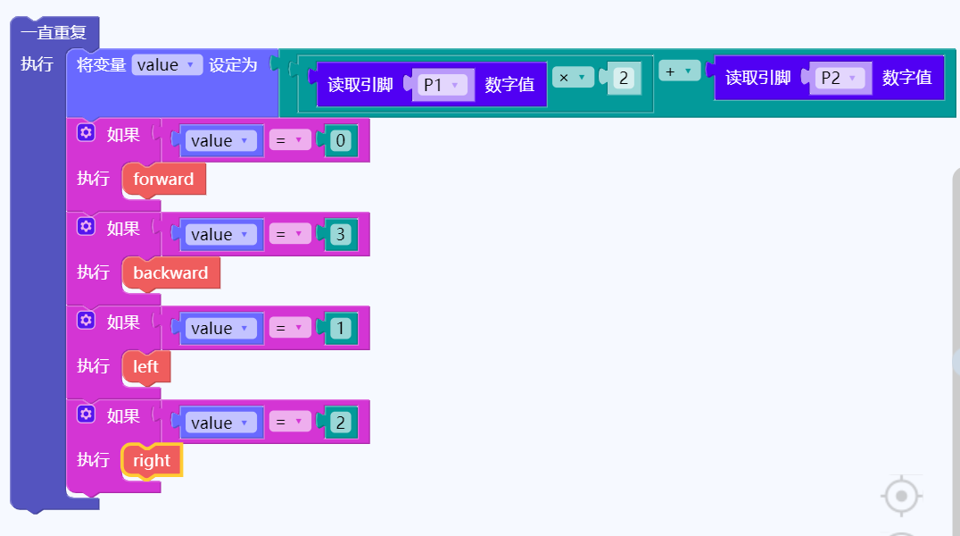 一直重复
执行 将变量 value 设定为 读取引脚 P1 数字值 × 2 + 读取引脚 P2 数字值
如果 value = 0
执行 forward
如果 value = 3
执行 backward
如果 value = 1
执行 left
如果 value = 2
执行 right